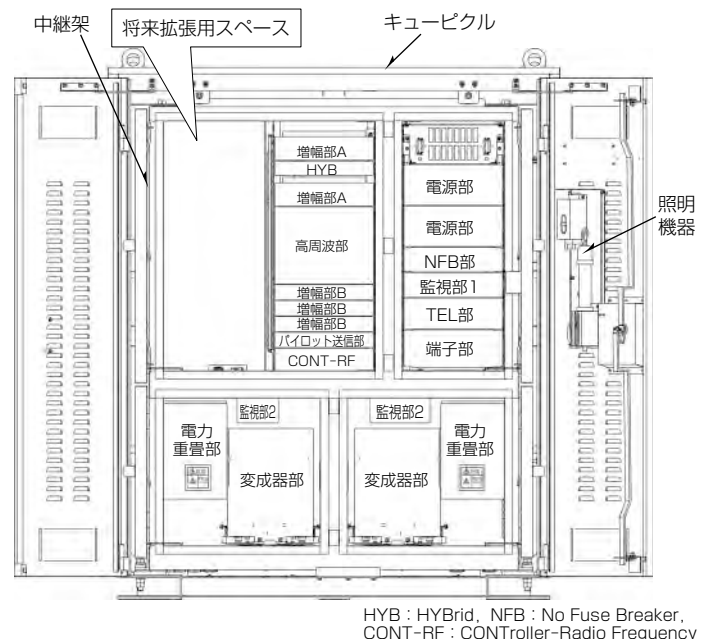 中継架
将来拡張用スペース
キュービクル
増幅部A
HYB
増幅部A
高周波部
増幅部B
増幅部B
増幅部B
パイロット送信部
CONT-RF
電源部
電源部
NFB部
監視部1
TEL部
端子部
照明
機器
監視部2
電力
重畳部
変成器部
監視部2
変成器部
電力
重畳部
HYB：HYBrid，NFB：No Fuse Breaker，
CONT-RF：CONTroller-Radio Frequency